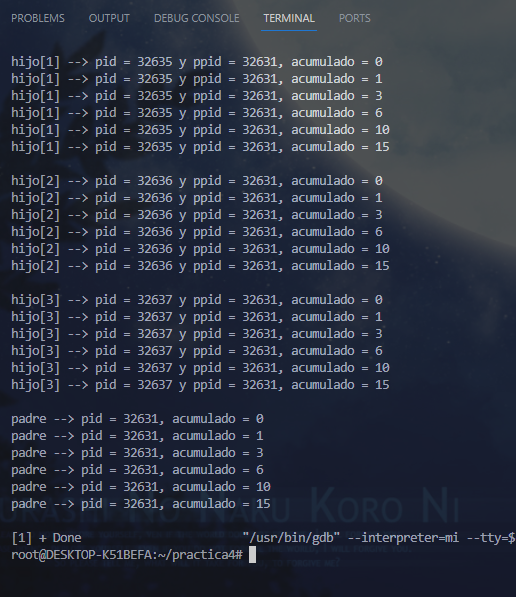 PROBLEMS OUTPUT DEBUG CONSOLE TERMINAL PORTS
hijo[1] --> pid = 32635 y ppid = 32631, acumulado = 0
hijo[1] --> pid = 32635 y ppid = 32631, acumulado = 1
hijo[1] --> pid = 32635 y ppid = 32631, acumulado = 3
hijo[1] --> pid = 32635 y ppid = 32631, acumulado = 6
hijo[1] --> pid = 32635 y ppid = 32631, acumulado = 10
hijo[1] --> pid = 32635 y ppid = 32631, acumulado = 15
hijo[2] --> pid = 32636 y ppid = 32631, acumulado = 0
hijo[2] --> pid = 32636 y ppid = 32631, acumulado = 1
hijo[2] --> pid = 32636 y ppid = 32631, acumulado = 3
hijo[2] --> pid = 32636 y ppid = 32631, acumulado = 6
hijo[2] --> pid = 32636 y ppid = 32631, acumulado = 10
hijo[2] --> pid = 32636 y ppid = 32631, acumulado = 15
hijo[3] --> pid = 32637 y ppid = 32631, acumulado = 0
hijo[3] --> pid = 32637 y ppid = 32631, acumulado = 1
hijo[3] --> pid = 32637 y ppid = 32631, acumulado = 3
hijo[3] --> pid = 32637 y ppid = 32631, acumulado = 6
hijo[3] --> pid = 32637 y ppid = 32631, acumulado = 10
hijo[3] --> pid = 32637 y ppid = 32631, acumulado = 15
padre --> pid = 32631, acumulado = 0
padre --> pid = 32631, acumulado = 1
padre --> pid = 32631, acumulado = 3
padre --> pid = 32631, acumulado = 6
padre --> pid = 32631, acumulado = 10
padre --> pid = 32631, acumulado = 15
No Naku Koro Ni
[1] + Done "/usr/bin/gdb" --interpreter=mi --tty=$
root@DESKTOP-K51BEFA:~/practica4#